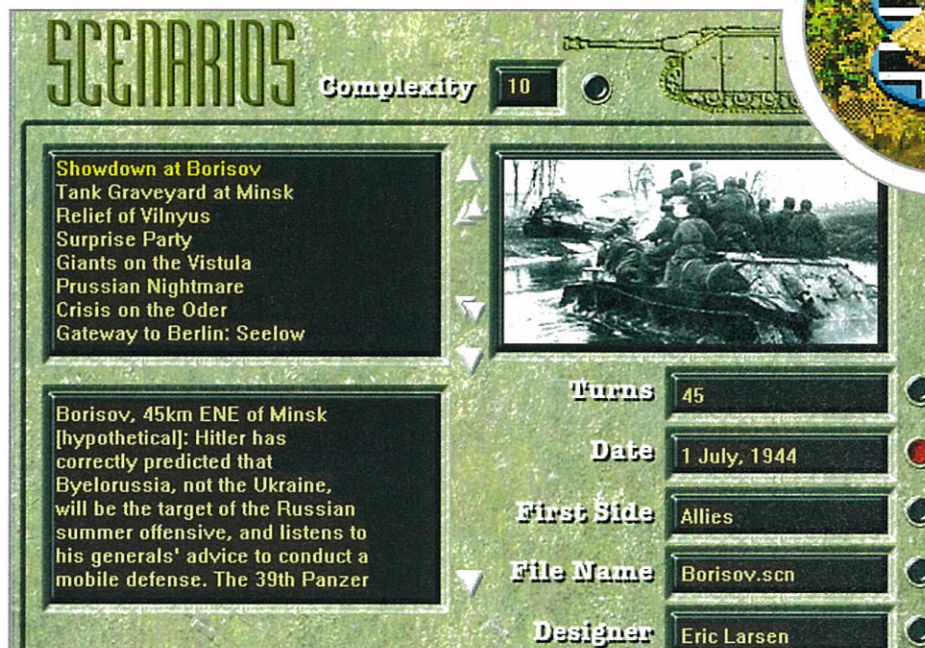 SCENARIOS
Complexity 10
Showdown at Borisov
Tank Graveyard at Minsk
Relief of Vilnyus
Surprise Party
Giants on the Vistula
Prussian Nightmare
Crisis on the Oder
Gateway to Berlin: Seelow
Borisov, 45km ENE of Minsk
[hypothetical]: Hitler has
correctly predicted that
Byelorussia, not the Ukraine,
will be the target of the Russian
summer offensive, and listens to
his generals' advice to conduct a
mobile defense. The 39th Panzer
Turns 45
Date 1 July, 1944
First Side Allies
File Name Borisov.scn
Designer Eric Larsen